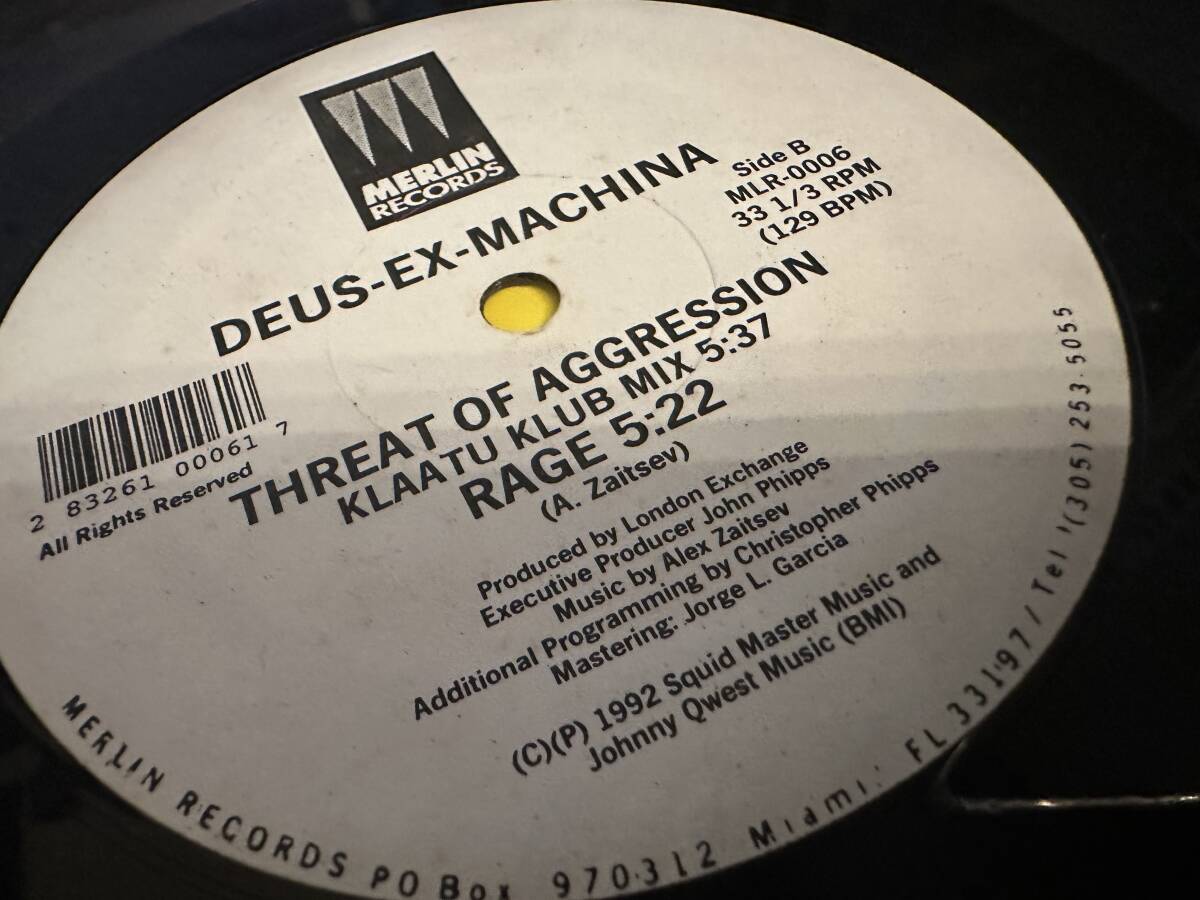 MERLIN
RECORDS
DEUS-EX-MACHINA
Side B
MLR-0006
33 1/3 RPM
(129 BPM)
THREAT OF AGGRESSION
KLAATU KLUB MIX 5:37
RAGE 5:22
(A. Zaitsev)
2 83261 00061 7
All Rights Reserved
Produced by London Exchange
Executive Producer John Phipps
Music by Alex Zaitsev
Additional Programming by Christopher Phipps
Mastering: Jorge L. Garcia
(C)(P) 1992 Squid Master Music and
Johnny Qwest Music (BMI)
MERLIN RECORDS PO Box 970312 Miami. FL 33197 / Tel 1(305) 253.5055